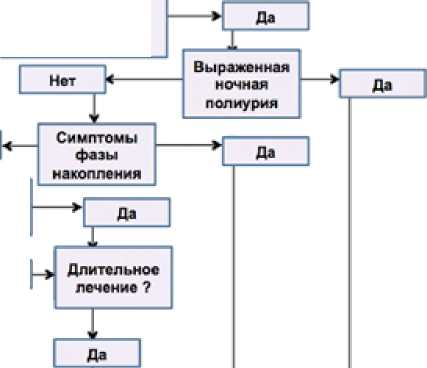 Да
Выраженная
ночная
полиурия
Нет
Да
Симптомы
фазы
накопления
Да
Да
Длительное
лечение ?
Да